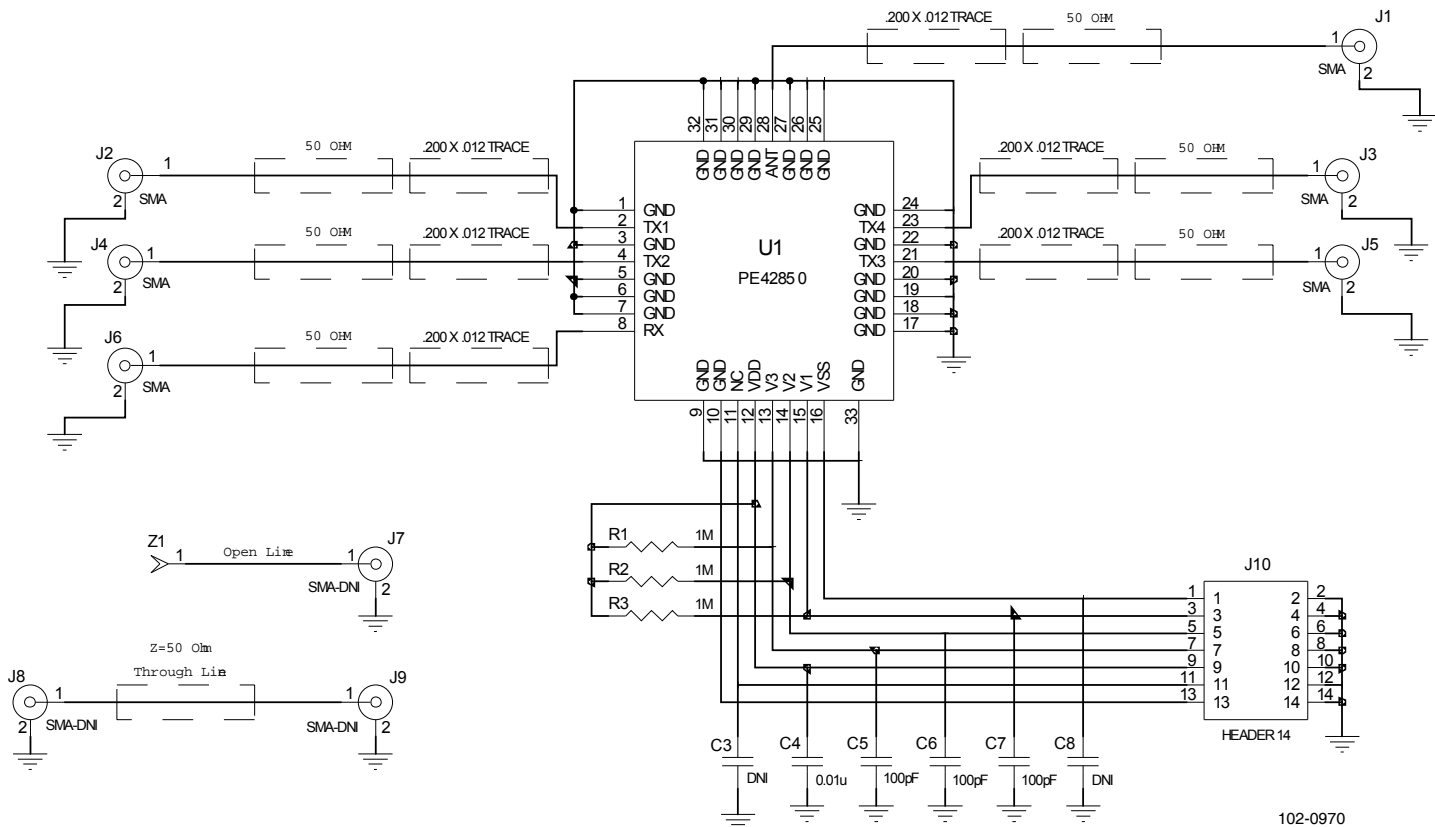 .200 X .012 TRACE 50 OHM J1
1 SMA 2
32 31 30 29 28 27 26 25
GND GND GND GND ANT GND GND GND
J2 1 50 OHM .200 X .012 TRACE
2 SMA
.200 X .012 TRACE 50 OHM J3
1 SMA 2
J4 1 50 OHM .200 X .012 TRACE
2 SMA
.200 X .012 TRACE 50 OHM J5
1 SMA 2
J6 1 50 OHM .200 X .012 TRACE
2 SMA
1 GND
2 TX1
3 GND
4 TX2
5 GND
6 GND
7 GND
8 RX
U1
PE42850
GND 24
TX4 23
GND 22
TX3 21
GND 20
GND 19
GND 18
GND 17
GND GND NC VDD V3 V2 V1 VSS GND
9 10 11 12 13 14 15 16 33
R1 1M
R2 1M
R3 1M
Z1 1 Open Line 1 J7
SMA-DNI 2
Z=50 Ohm
Through Line
J8 1 2 SMA-DNI
1 J9
SMA-DNI 2
J10
1 1 2 2
3 3 4 4
5 5 6 6
7 7 8 8
9 9 10 10
11 11 12 12
13 13 14 14
HEADER 14
C3 C4 C5 C6 C7 C8
DNI 0.01u 100pF 100pF 100pF DNI
102-0970